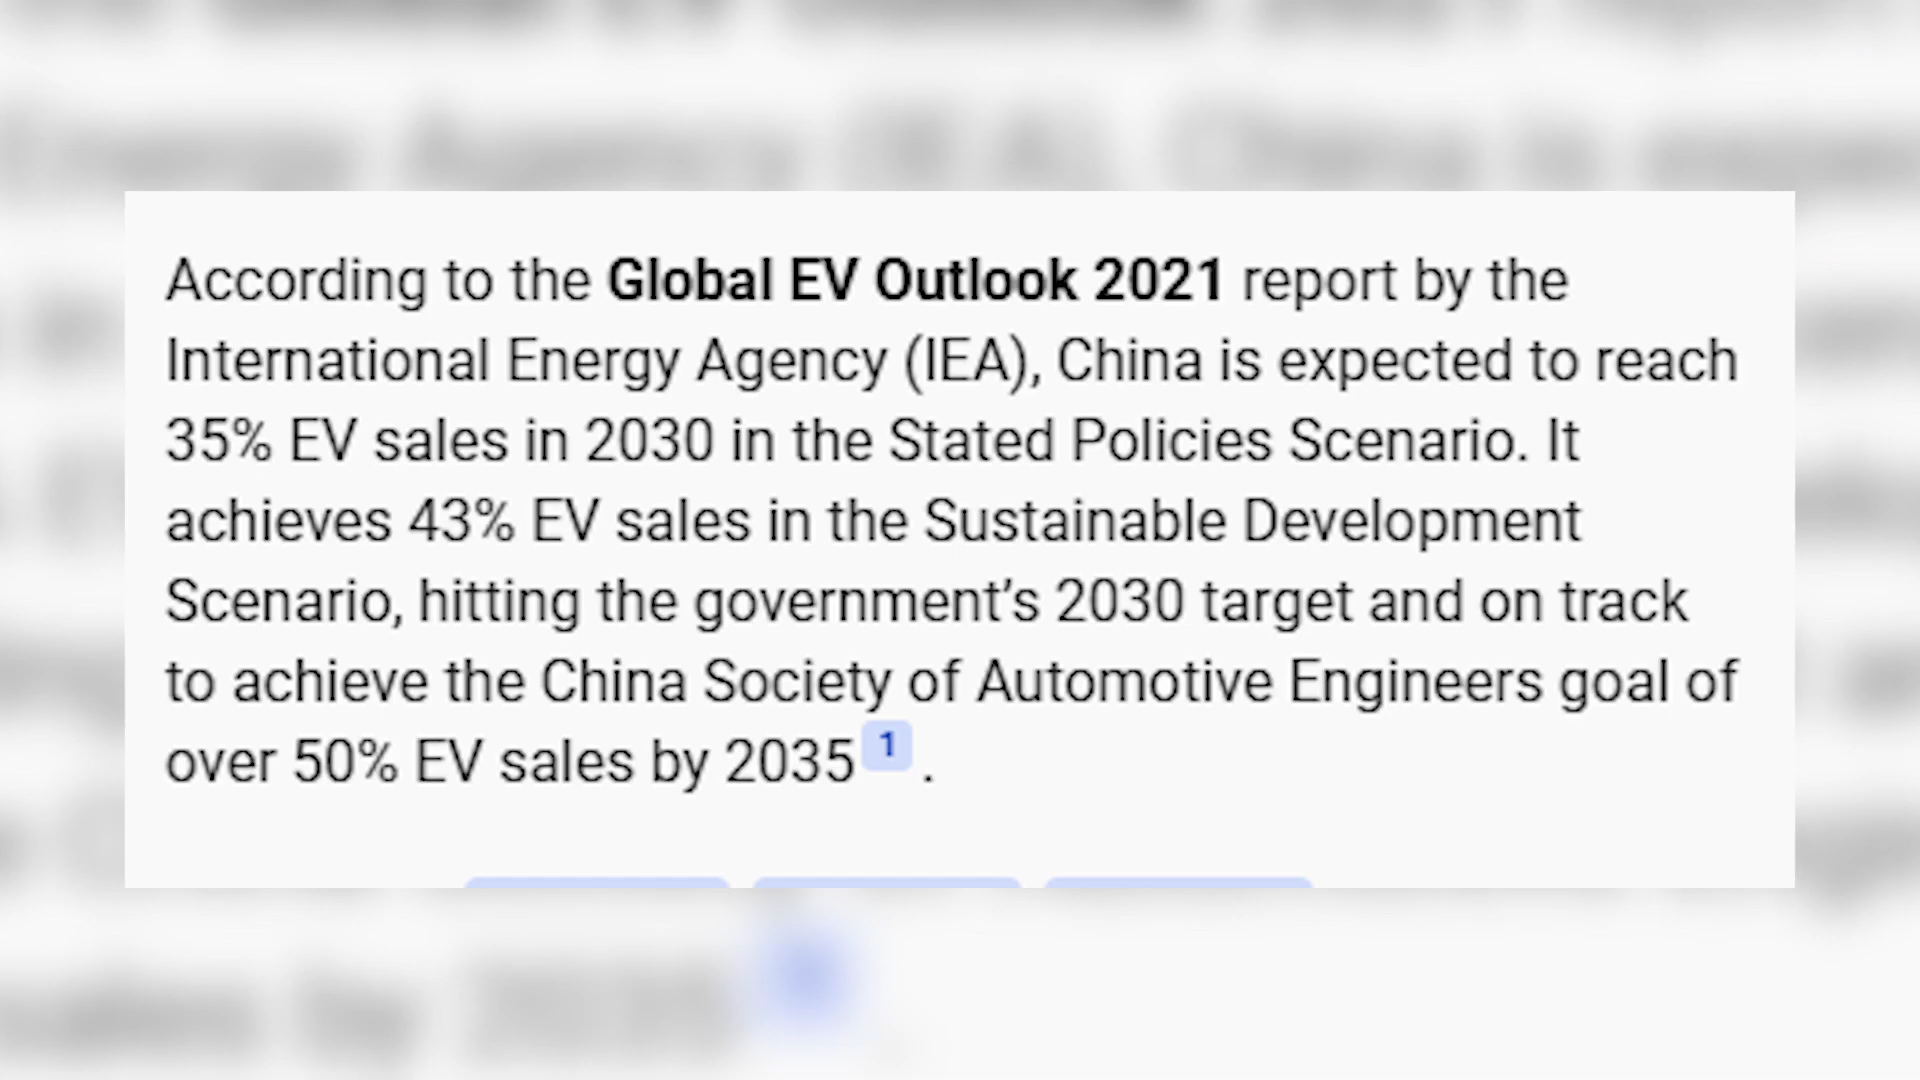 According to the Global EV Outlook 2021 report by the
International Energy Agency (IEA), China is expected to reach
35% EV sales in 2030 in the Stated Policies Scenario. It
achieves 43% EV sales in the Sustainable Development
Scenario, hitting the government’s 2030 target and on track
to achieve the China Society of Automotive Engineers goal of
over 50% EV sales by 2035 1 .